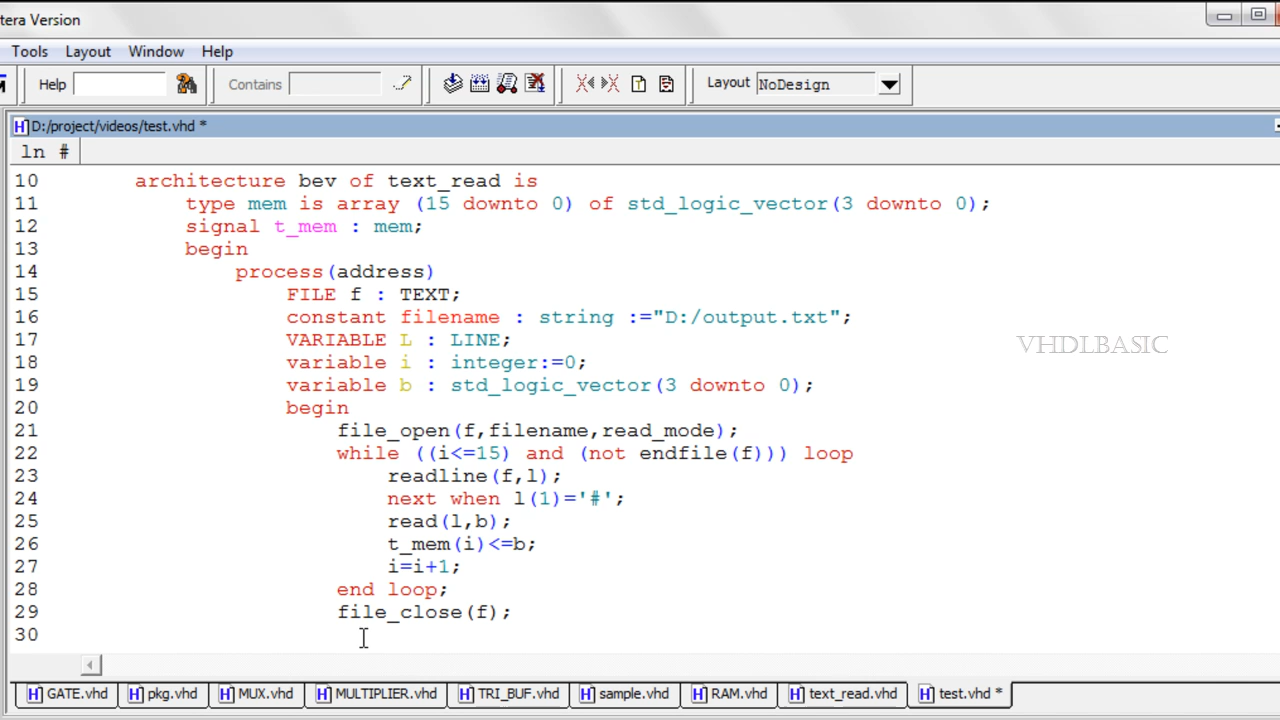 tera Version
Tools Layout Window Help
Help Contains Layout NoDesign
D:/project/videos/test.vhd *
ln #
10 architecture bev of text_read is
11 type mem is array (15 downto 0) of std_logic_vector(3 downto 0);
12 signal t_mem : mem;
13 begin
14 process(address)
15 FILE f : TEXT;
16 constant filename : string :="D:/output.txt";
17 VARIABLE L : LINE;
VHDLBASIC
18 variable i : integer:=0;
19 variable b : std_logic_vector(3 downto 0);
20 begin
21 file_open(f,filename,read_mode);
22 while ((i<=15) and (not endfile(f))) loop
23 readline(f,l);
24 next when l(1)='#';
25 read(l,b);
26 t_mem(i)<=b;
27 i=i+1;
28 end loop;
29 file_close(f);
30
GATE.vhd pkg.vhd MUX.vhd MULTIPLIER.vhd TRI_BUF.vhd sample.vhd RAM.vhd text_read.vhd test.vhd *